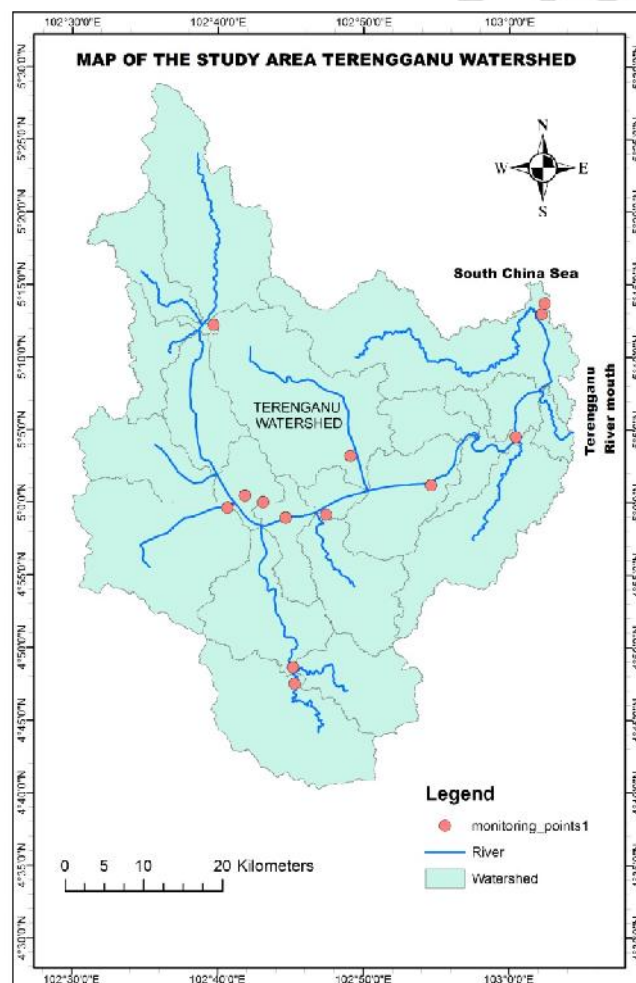 102°30'0"E 102°40'0"E 102°50'0"E 103°0'0"E
MAP OF THE STUDY AREA TERENGGANU WATERSHED
N
W E
S
South China Sea
Terengganu
River mouth
TERENGANU
WATERSHED
5°30'0"N
5°25'0"N
5°20'0"N
5°15'0"N
5°10'0"N
5°5'0"N
5°0'0"N
4°55'0"N
4°50'0"N
4°45'0"N
4°40'0"N
4°35'0"N
4°30'0"N
Legend
monitoring_points1
River
Watershed
0 5 10 20 Kilometers
102°30'0"E 102°40'0"E 102°50'0"E 103°0'0"E